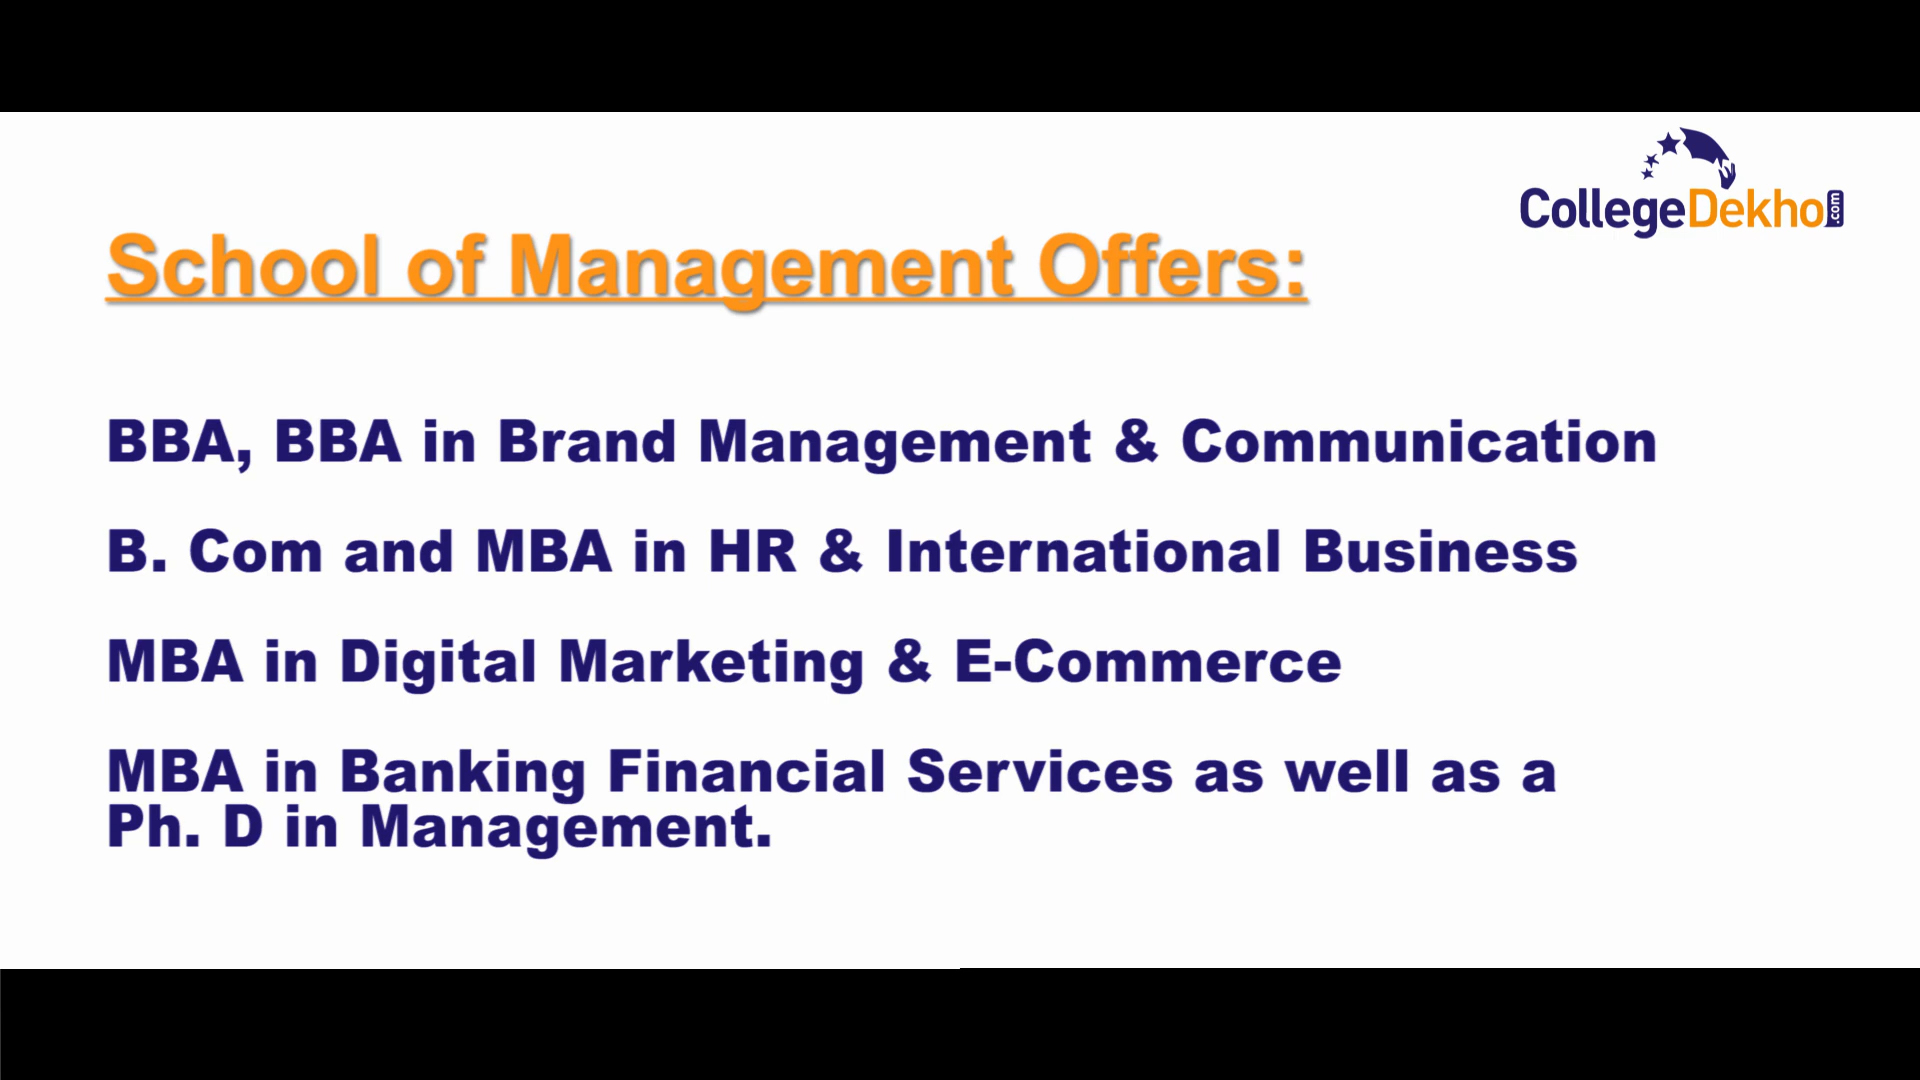 CollegeDekho.com
School of Management Offers:
BBA, BBA in Brand Management & Communication
B. Com and MBA in HR & International Business
MBA in Digital Marketing & E-Commerce
MBA in Banking Financial Services as well as a
Ph. D in Management.